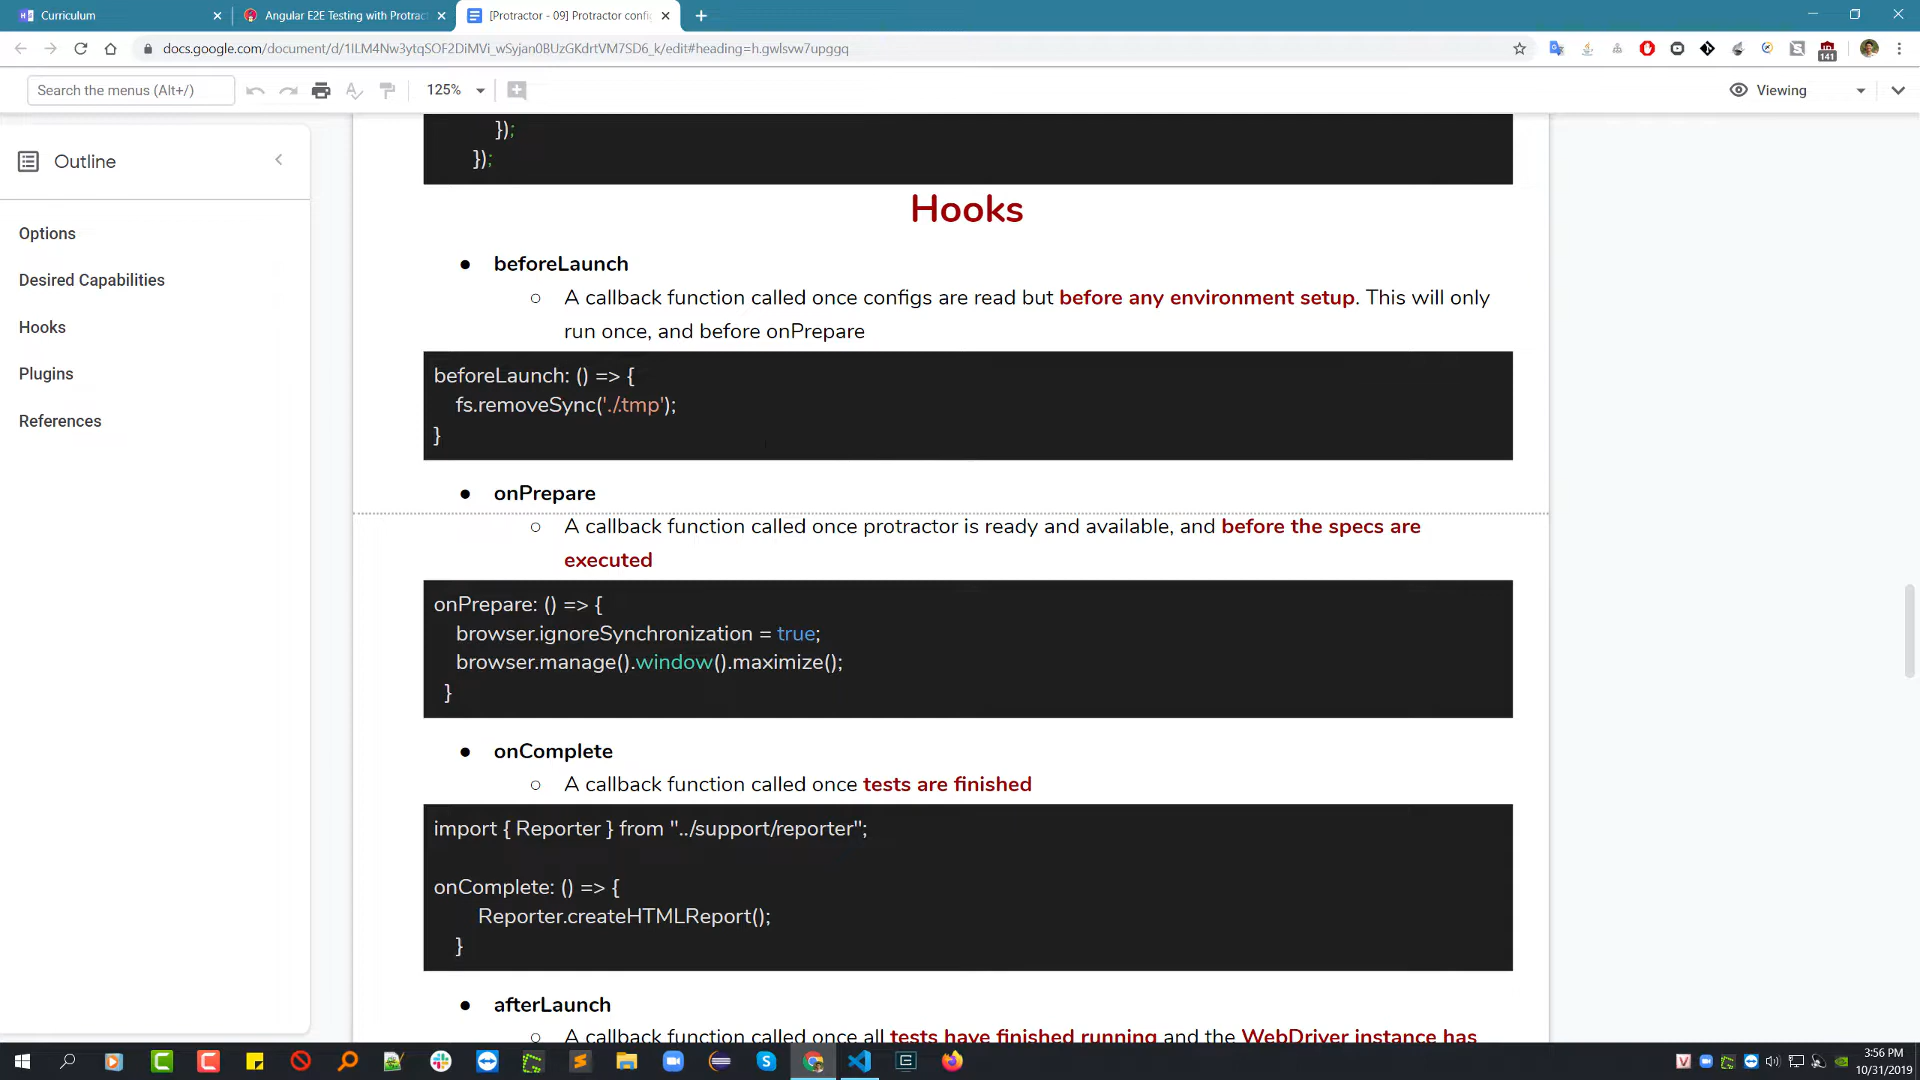 Curriculum
Angular E2E Testing with Protrac
[Protractor - 09] Protractor confi
docs.google.com/document/d/1ILM4Nw3ytqSOF2DiMVi_wSyjan0BUzGKdrtVM7SD6_k/edit#heading=h.gwlsvw7upggq
141
Search the menus (Alt+/)
125%
Viewing
Outline
Options
Desired Capabilities
Hooks
Plugins
References
});
});
Hooks
● beforeLaunch
○ A callback function called once configs are read but before any environment setup. This will only
run once, and before onPrepare
beforeLaunch: () => {
fs.removeSync('./.tmp');
}
● onPrepare
○ A callback function called once protractor is ready and available, and before the specs are
executed
onPrepare: () => {
browser.ignoreSynchronization = true;
browser.manage().window().maximize();
}
● onComplete
○ A callback function called once tests are finished
import { Reporter } from "../support/reporter";
onComplete: () => {
Reporter.createHTMLReport();
}
● afterLaunch
○ A callback function called once all tests have finished running and the WebDriver instance has
3:56 PM
10/31/2019